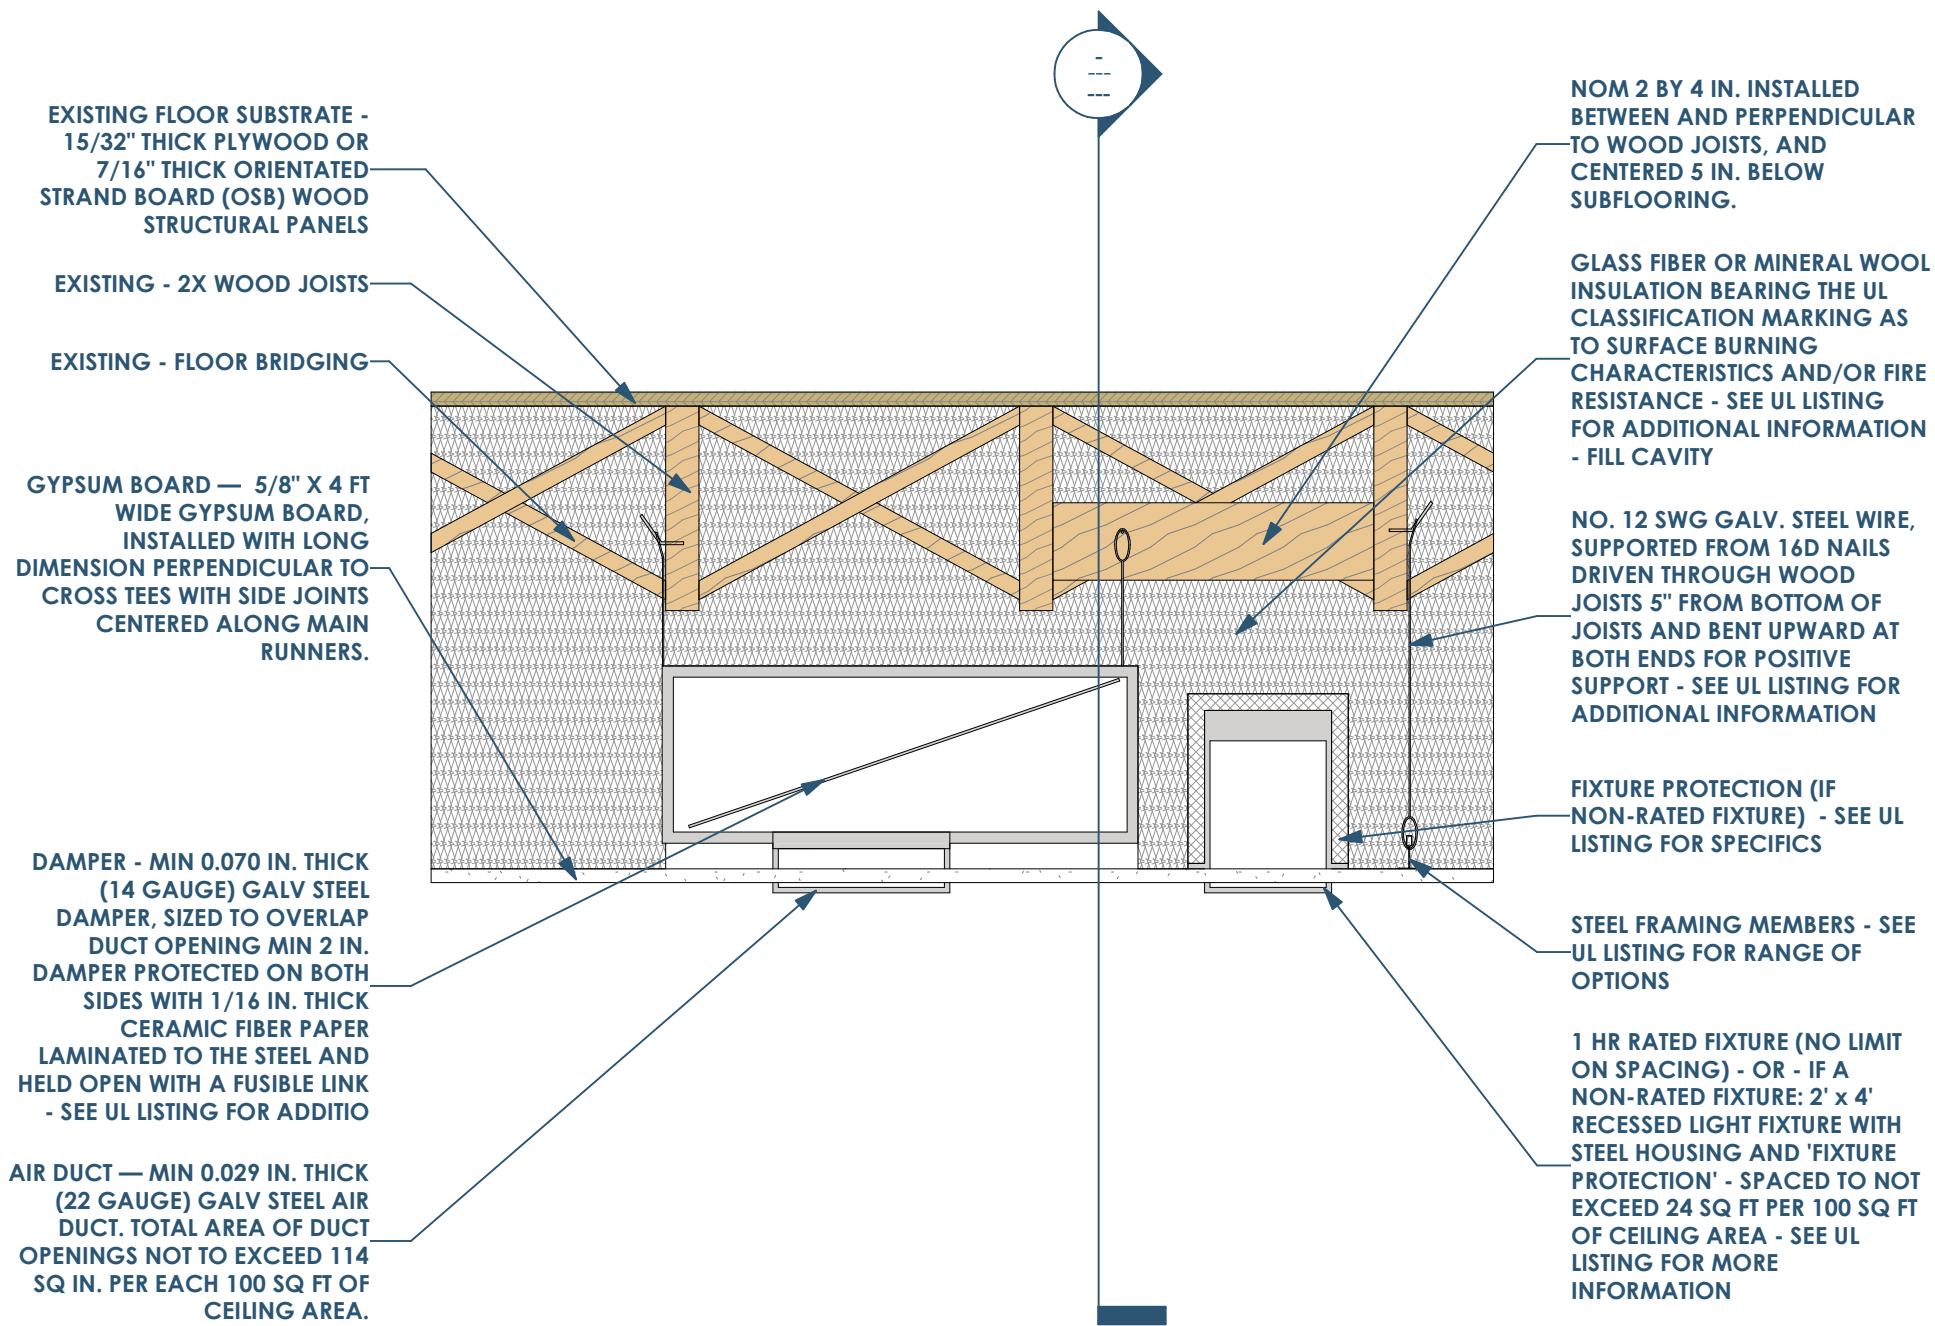 -
---
---
EXISTING FLOOR SUBSTRATE -
15/32" THICK PLYWOOD OR
7/16" THICK ORIENTATED
STRAND BOARD (OSB) WOOD
STRUCTURAL PANELS
EXISTING - 2X WOOD JOISTS
EXISTING - FLOOR BRIDGING
GYPSUM BOARD — 5/8" X 4 FT
WIDE GYPSUM BOARD,
INSTALLED WITH LONG
DIMENSION PERPENDICULAR TO
CROSS TEES WITH SIDE JOINTS
CENTERED ALONG MAIN
RUNNERS.
DAMPER - MIN 0.070 IN. THICK
(14 GAUGE) GALV STEEL
DAMPER, SIZED TO OVERLAP
DUCT OPENING MIN 2 IN.
DAMPER PROTECTED ON BOTH
SIDES WITH 1/16 IN. THICK
CERAMIC FIBER PAPER
LAMINATED TO THE STEEL AND
HELD OPEN WITH A FUSIBLE LINK
- SEE UL LISTING FOR ADDITIO
AIR DUCT — MIN 0.029 IN. THICK
(22 GAUGE) GALV STEEL AIR
DUCT. TOTAL AREA OF DUCT
OPENINGS NOT TO EXCEED 114
SQ IN. PER EACH 100 SQ FT OF
CEILING AREA.
NOM 2 BY 4 IN. INSTALLED
BETWEEN AND PERPENDICULAR
TO WOOD JOISTS, AND
CENTERED 5 IN. BELOW
SUBFLOORING.
GLASS FIBER OR MINERAL WOOL
INSULATION BEARING THE UL
CLASSIFICATION MARKING AS
TO SURFACE BURNING
CHARACTERISTICS AND/OR FIRE
RESISTANCE - SEE UL LISTING
FOR ADDITIONAL INFORMATION
- FILL CAVITY
NO. 12 SWG GALV. STEEL WIRE,
SUPPORTED FROM 16D NAILS
DRIVEN THROUGH WOOD
JOISTS 5" FROM BOTTOM OF
JOISTS AND BENT UPWARD AT
BOTH ENDS FOR POSITIVE
SUPPORT - SEE UL LISTING FOR
ADDITIONAL INFORMATION
FIXTURE PROTECTION (IF
NON-RATED FIXTURE) - SEE UL
LISTING FOR SPECIFICS
STEEL FRAMING MEMBERS - SEE
UL LISTING FOR RANGE OF
OPTIONS
1 HR RATED FIXTURE (NO LIMIT
ON SPACING) - OR - IF A
NON-RATED FIXTURE: 2' x 4'
RECESSED LIGHT FIXTURE WITH
STEEL HOUSING AND 'FIXTURE
PROTECTION' - SPACED TO NOT
EXCEED 24 SQ FT PER 100 SQ FT
OF CEILING AREA - SEE UL
LISTING FOR MORE
INFORMATION